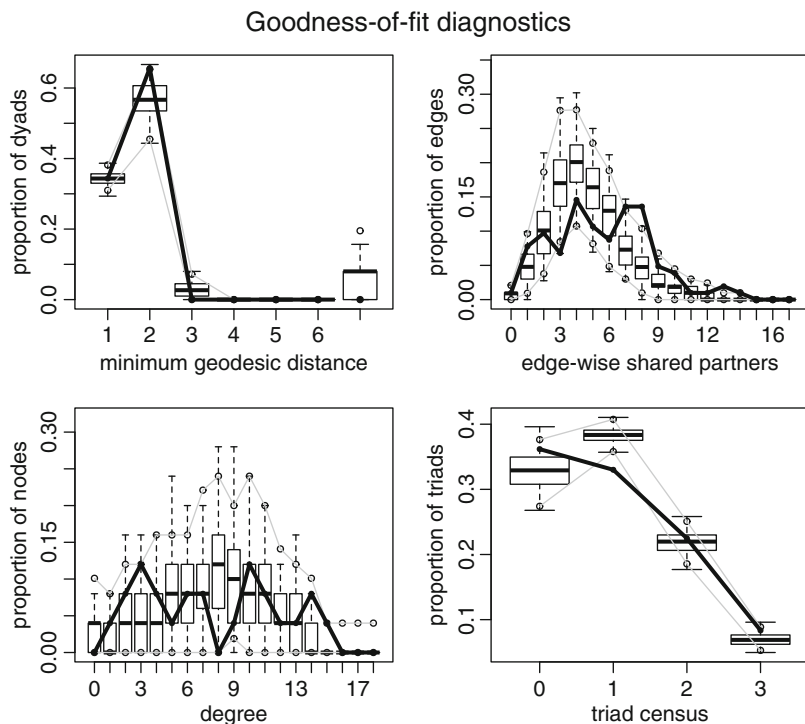 Goodness-of-fit diagnostics
proportion of dyads
0.0 0.2 0.4 0.6
1 2 3 4 5 6
minimum geodesic distance
proportion of edges
0.00 0.15 0.30
0 3 6 9 12 16
edge-wise shared partners
proportion of nodes
0.00 0.15 0.30
0 3 6 9 13 17
degree
proportion of triads
0.1 0.2 0.3 0.4
0 1 2 3
triad census